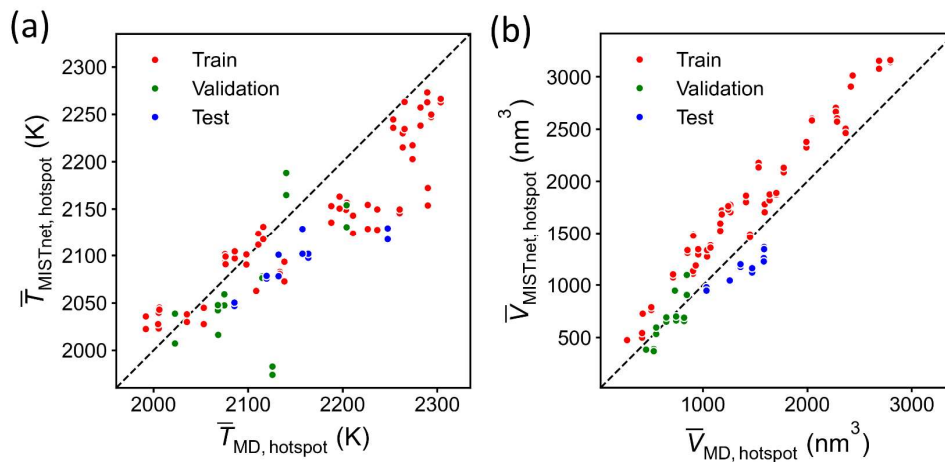 (a)
2300
2250
2200
2150
2100
2050
2000
Train
Validation
Test
T̅MISTnet, hotspot (K)
2000 2100 2200 2300
T̅MD, hotspot (K)
(b)
3000
2500
2000
1500
1000
500
Train
Validation
Test
V̅MISTnet, hotspot (nm³)
1000 2000 3000
V̅MD, hotspot (nm³)